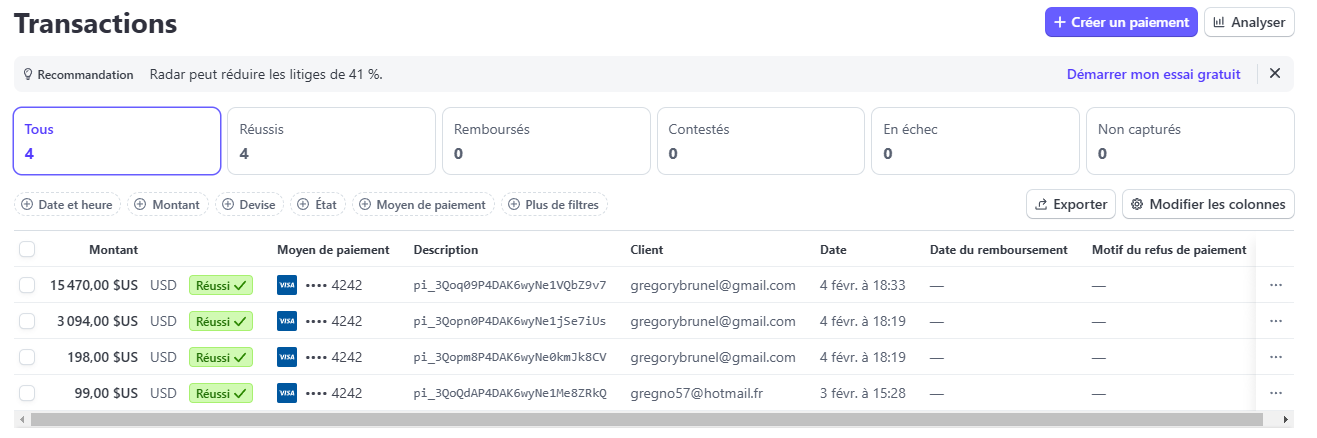 Transactions
+ Créer un paiement
Analyser
Recommandation Radar peut réduire les litiges de 41 %. Démarrer mon essai gratuit
Tous Réussis Remboursés Contestés En échec Non capturés
4 4 0 0 0 0
Date et heure Montant Devise État Moyen de paiement Plus de filtres Exporter Modifier les colonnes
Montant Moyen de paiement Description Client Date Date du remboursement Motif du refus de paiement
15 470,00 $US USD Réussi ✓ VISA •••• 4242 pi_3Qoq09P4DAK6wyNe1VQbZ9v7 gregorybrunel@gmail.com 4 févr. à 18:33 — — ···
3 094,00 $US USD Réussi ✓ VISA •••• 4242 pi_3Qopn0P4DAK6wyNe1jSe7iUs gregorybrunel@gmail.com 4 févr. à 18:19 — — ···
198,00 $US USD Réussi ✓ VISA •••• 4242 pi_3Qopm8P4DAK6wyNe0kmJk8CV gregorybrunel@gmail.com 4 févr. à 18:19 — — ···
99,00 $US USD Réussi ✓ VISA •••• 4242 pi_3QoQdAP4DAK6wyNe1Me8ZRkQ gregno57@hotmail.fr 3 févr. à 15:28 — — ···